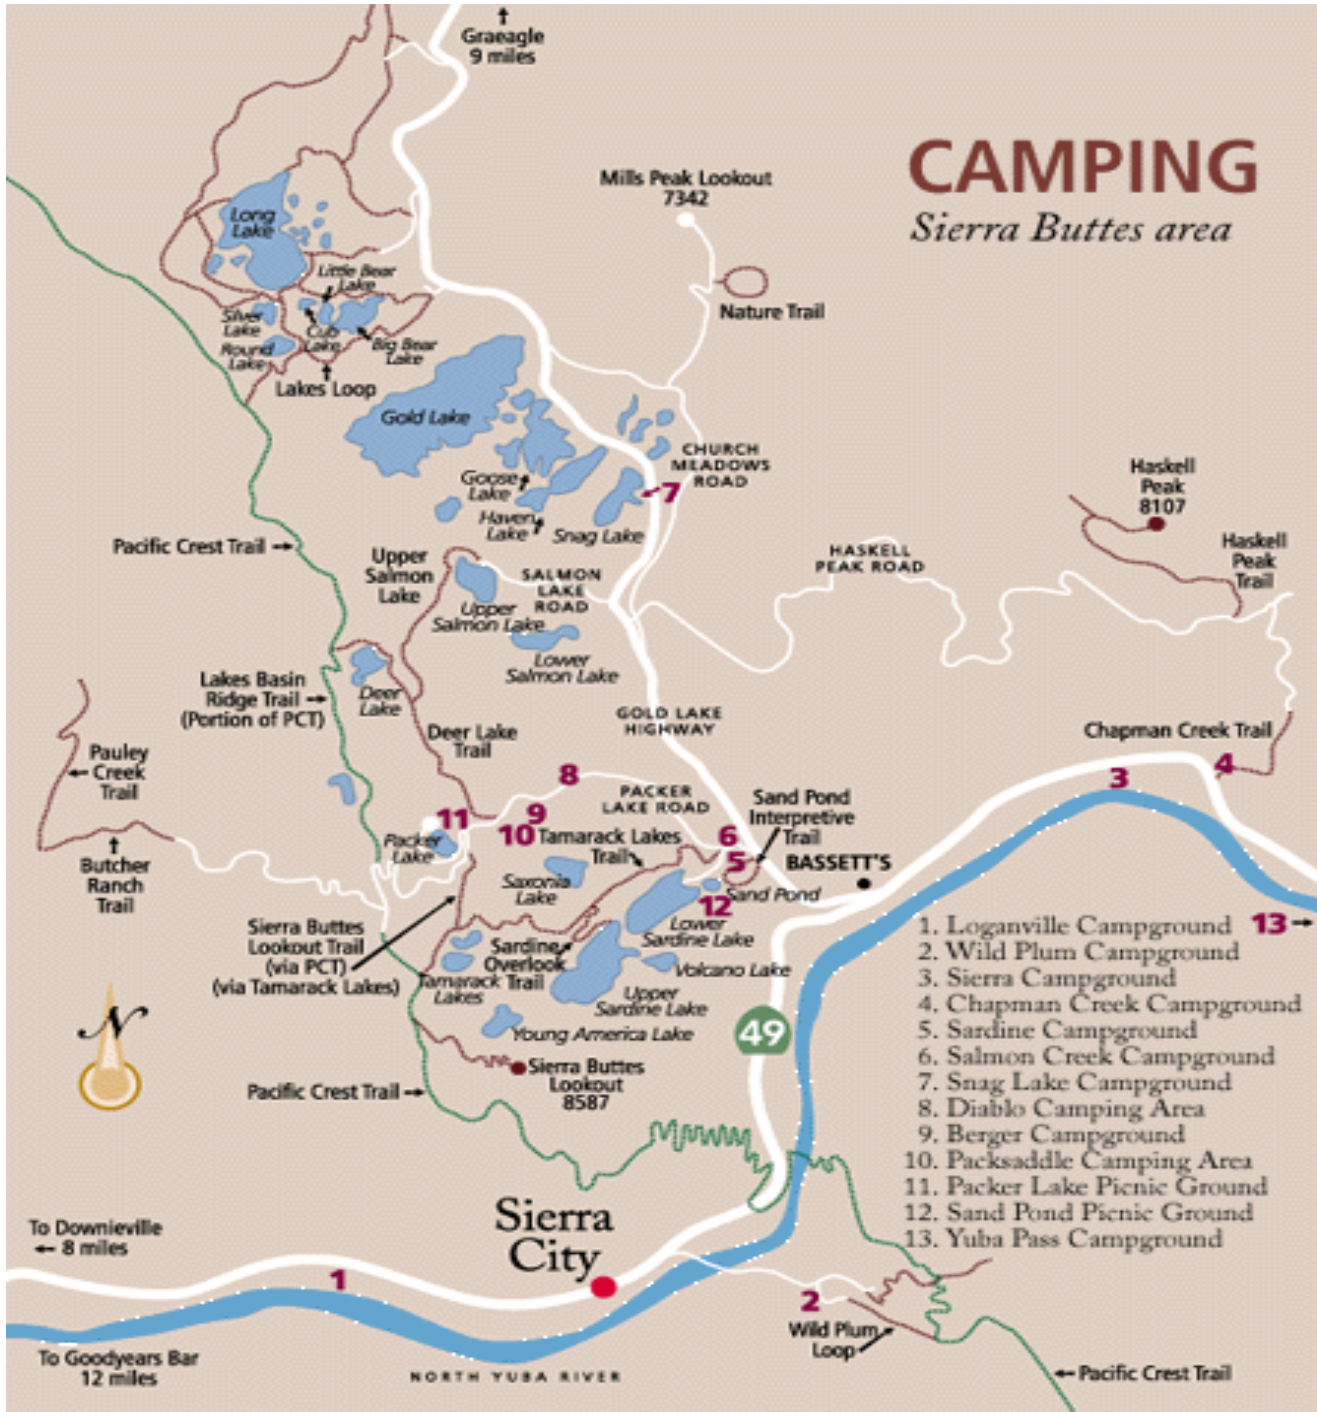 Graeagle
9 miles
CAMPING
Sierra Buttes area
Mills Peak Lookout
7342
Nature Trail
Long
Lake
Little Bear
Lake
Silver
Lake
Cub
Lake
Big Bear
Lake
Round
Lake
Lakes Loop
Gold Lake
CHURCH
MEADOWS
ROAD
Goose
Lake
7
Haven
Lake
Snag Lake
Haskell
Peak
8107
Haskell
Peak
Trail
HASKELL
PEAK ROAD
Pacific Crest Trail
Upper
Salmon
Lake
SALMON
LAKE
ROAD
Upper
Salmon Lake
Lower
Salmon Lake
Lakes Basin
Ridge Trail
(Portion of PCT)
Deer
Lake
GOLD LAKE
HIGHWAY
Deer Lake
Trail
Chapman Creek Trail
Pauley
Creek
Trail
8
3
4
PACKER
LAKE ROAD
Sand Pond
Interpretive
Trail
11
9
10
Tamarack Lakes
Trail
6
5
BASSETT'S
Packer
Lake
Butcher
Ranch
Trail
Saxonia
Lake
12
Sand Pond
Sierra Buttes
Lookout Trail
(via PCT)
(via Tamarack Lakes)
Lower
Sardine Lake
Sardine
Overlook
Trail
Tamarack
Lakes
Volcano Lake
Upper
Sardine Lake
Young America Lake
N
49
Sierra Buttes
Lookout
8587
Pacific Crest Trail
1. Loganville Campground
13
2. Wild Plum Campground
3. Sierra Campground
4. Chapman Creek Campground
5. Sardine Campground
6. Salmon Creek Campground
7. Snag Lake Campground
8. Diablo Camping Area
9. Berger Campground
10. Packsaddle Camping Area
11. Packer Lake Picnic Ground
12. Sand Pond Picnic Ground
13. Yuba Pass Campground
Sierra
City
To Downieville
8 miles
1
2
Wild Plum
Loop
To Goodyears Bar
12 miles
NORTH YUBA RIVER
Pacific Crest Trail